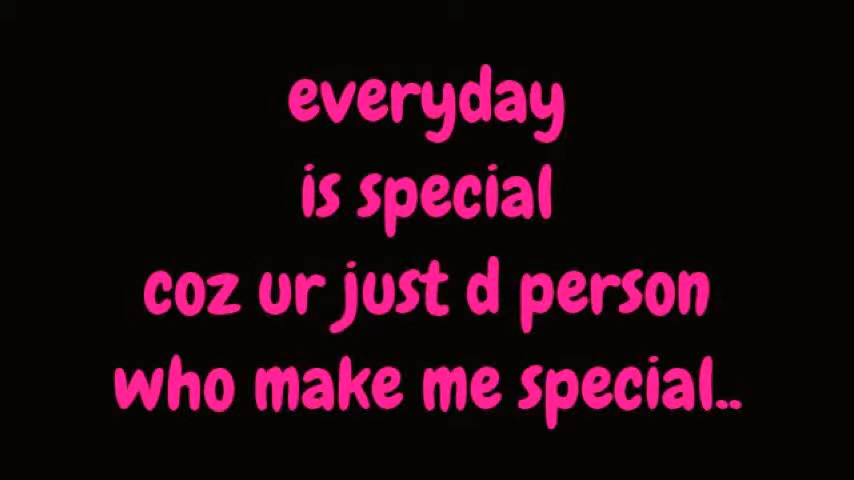 everyday
is special
coz ur just d person
who make me special..